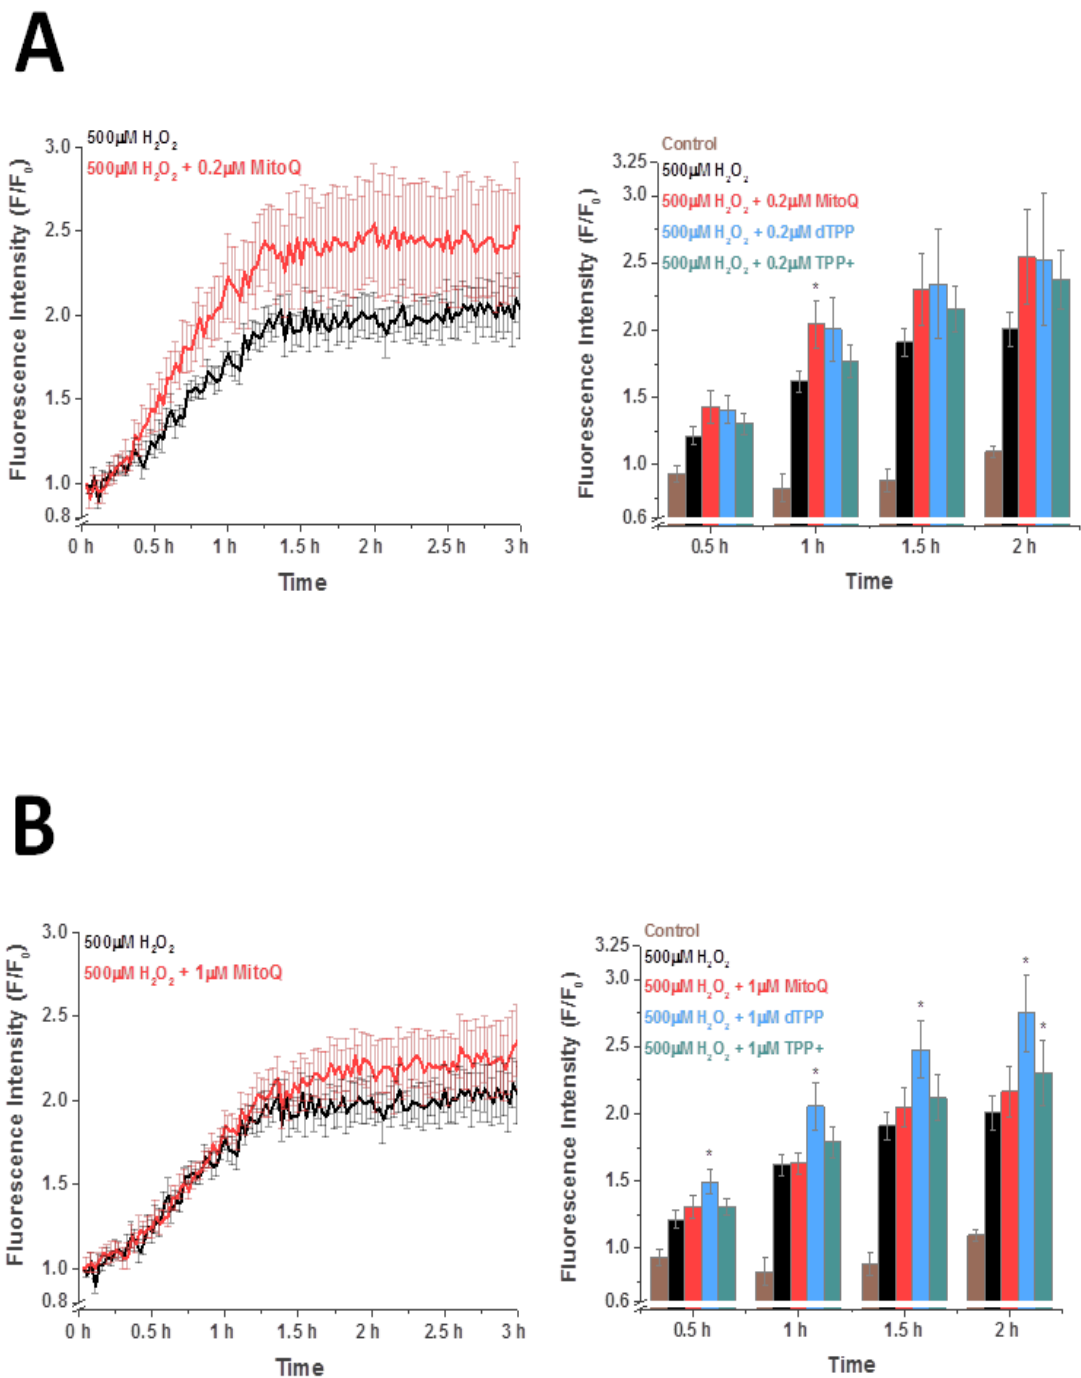 A
500µM H₂O₂
500µM H₂O₂ + 0.2µM MitoQ
Fluorescence Intensity (F/F₀)
3.0
2.5
2.0
1.5
1.0
0.8
0 h 0.5 h 1 h 1.5 h 2 h 2.5 h 3 h
Time
Control
500µM H₂O₂
500µM H₂O₂ + 0.2µM MitoQ
500µM H₂O₂ + 0.2µM dTPP
500µM H₂O₂ + 0.2µM TPP+
Fluorescence Intensity (F/F₀)
3.25
3.0
2.5
2.0
1.5
1.0
0.6
*
0.5 h 1 h 1.5 h 2 h
Time
B
500µM H₂O₂
500µM H₂O₂ + 1µM MitoQ
Fluorescence Intensity (F/F₀)
3.0
2.5
2.0
1.5
1.0
0.8
0 h 0.5 h 1 h 1.5 h 2 h 2.5 h 3 h
Time
Control
500µM H₂O₂
500µM H₂O₂ + 1µM MitoQ
500µM H₂O₂ + 1µM dTPP
500µM H₂O₂ + 1µM TPP+
Fluorescence Intensity (F/F₀)
3.25
3.0
2.5
2.0
1.5
1.0
0.6
* * * * *
0.5 h 1 h 1.5 h 2 h
Time